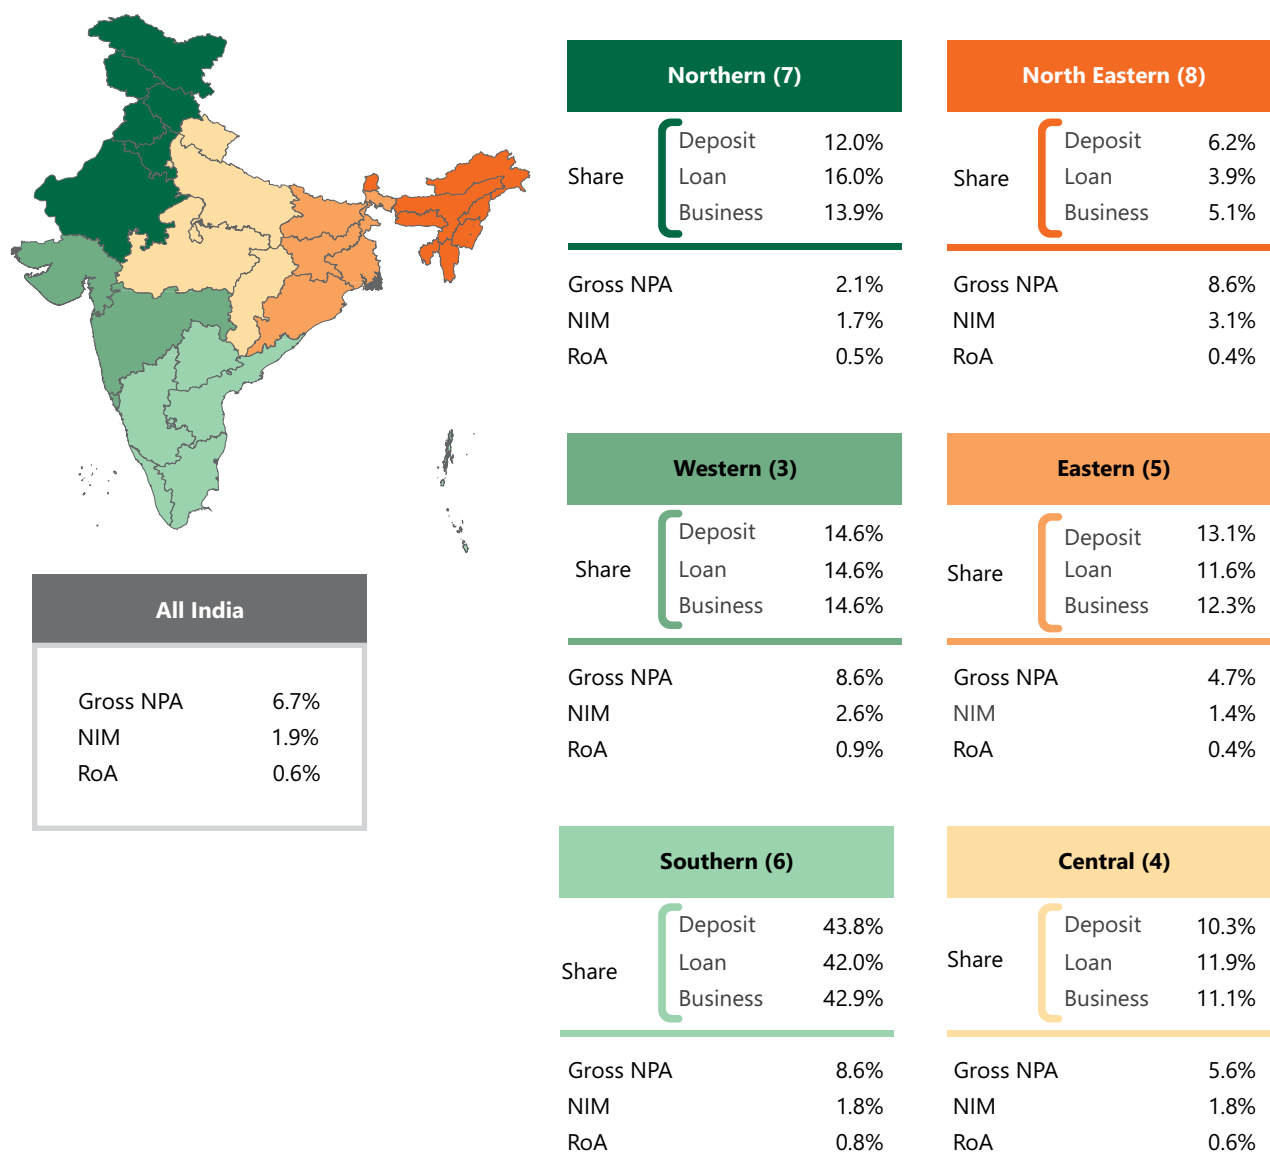 Northern (7)
Share
Deposit 12.0%
Loan 16.0%
Business 13.9%
Gross NPA 2.1%
NIM 1.7%
RoA 0.5%
North Eastern (8)
Share
Deposit 6.2%
Loan 3.9%
Business 5.1%
Gross NPA 8.6%
NIM 3.1%
RoA 0.4%
Western (3)
Share
Deposit 14.6%
Loan 14.6%
Business 14.6%
Gross NPA 8.6%
NIM 2.6%
RoA 0.9%
Eastern (5)
Share
Deposit 13.1%
Loan 11.6%
Business 12.3%
Gross NPA 4.7%
NIM 1.4%
RoA 0.4%
All India
Gross NPA 6.7%
NIM 1.9%
RoA 0.6%
Southern (6)
Share
Deposit 43.8%
Loan 42.0%
Business 42.9%
Gross NPA 8.6%
NIM 1.8%
RoA 0.8%
Central (4)
Share
Deposit 10.3%
Loan 11.9%
Business 11.1%
Gross NPA 5.6%
NIM 1.8%
RoA 0.6%